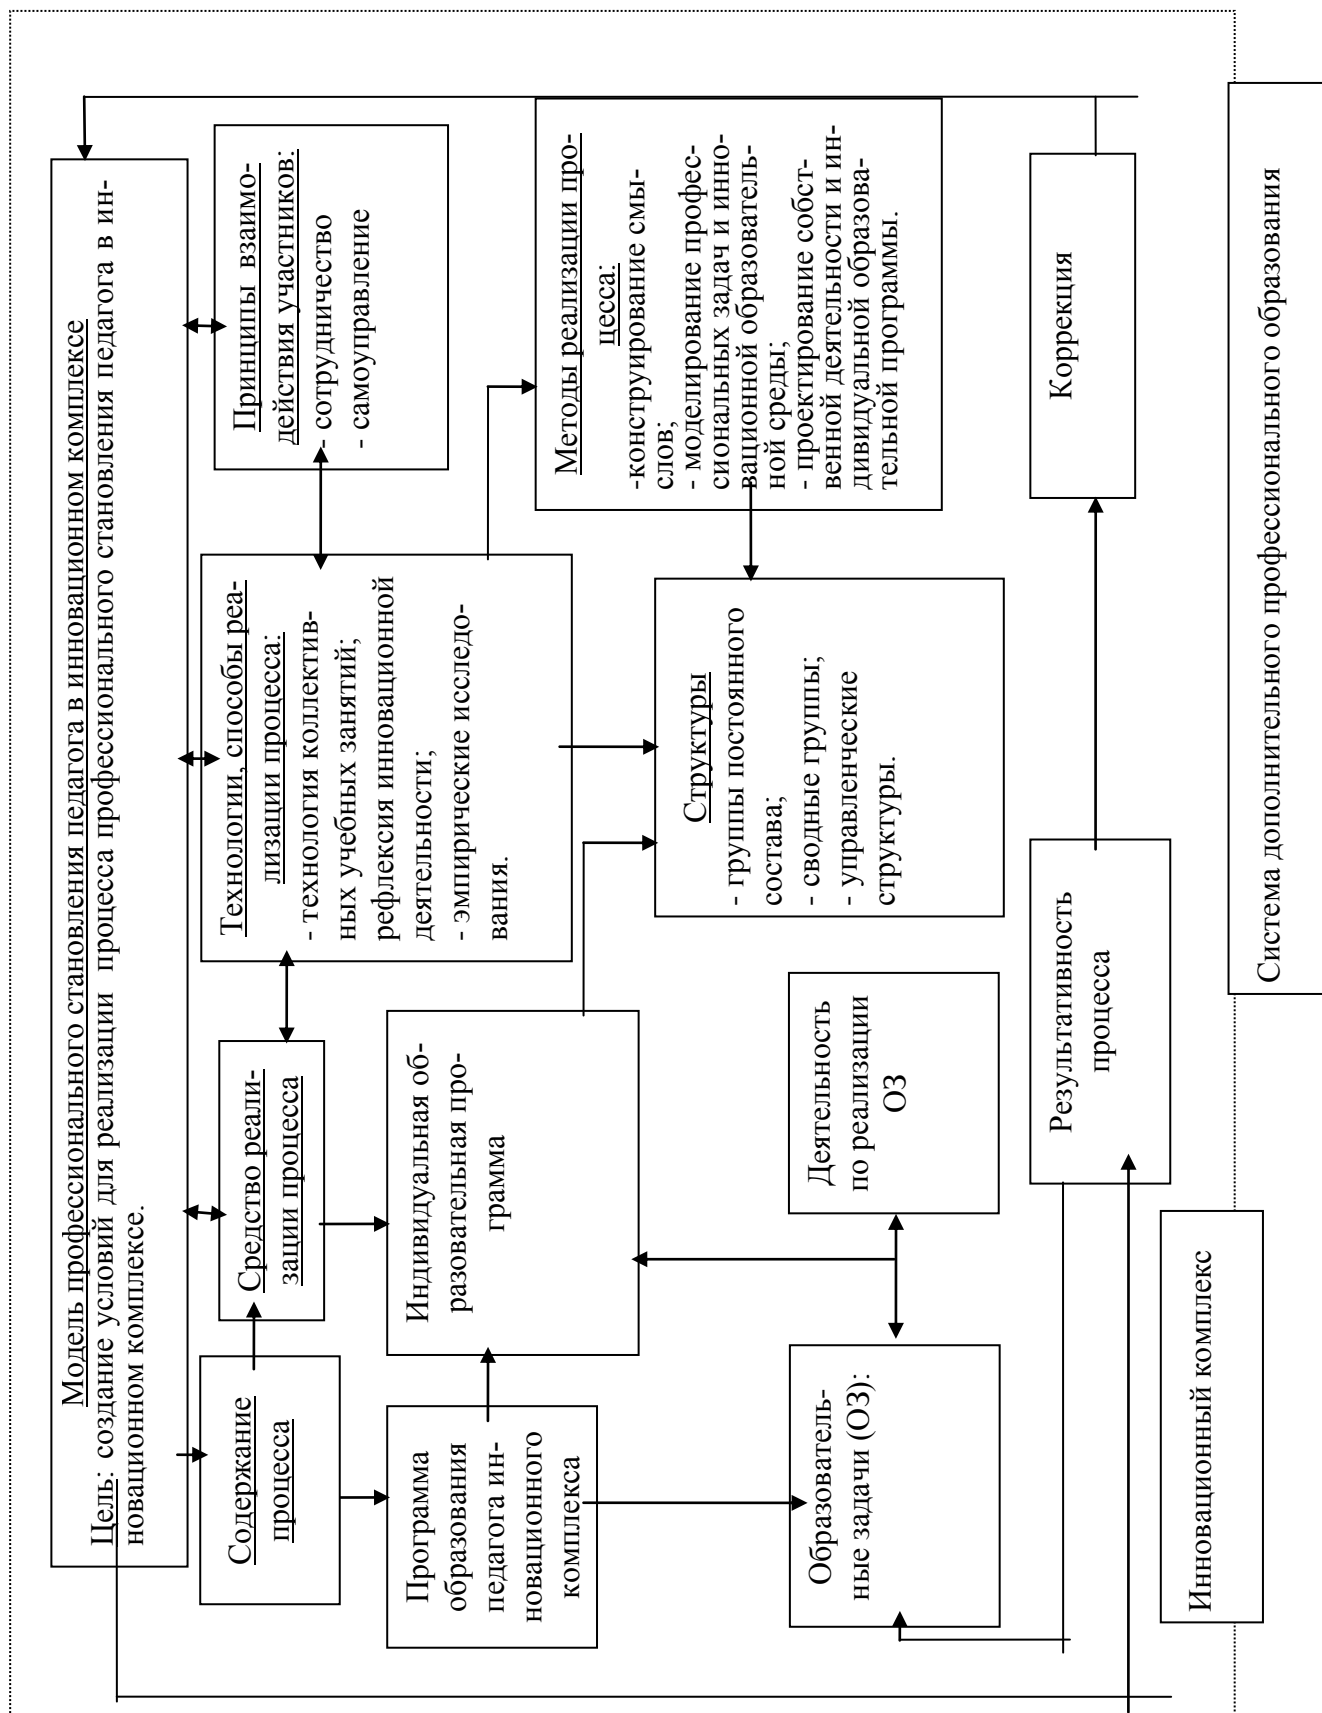 Модель профессионального становления педагога в инновационном комплексе
Цель: создание условий для реализации процесса профессионального становления педагога в ин-
новационном комплексе.
Содержание
процесса
Средство реали-
зации процесса
Технологии, способы реа-
лизации процесса:
- технология коллектив-
ных учебных занятий;
рефлексия инновационной
деятельности;
- эмпирические исследо-
вания.
Принципы взаимо-
действия участников:
- сотрудничество
- самоуправление
Программа
образования
педагога ин-
новационного
комплекса
Индивидуальная об-
разовательная про-
грамма
Методы реализации про-
цесса:
-конструирование смы-
слов;
- моделирование профес-
сиональных задач и инно-
вационной образователь-
ной среды;
- проектирование собст-
венной деятельности и ин-
дивидуальной образова-
тельной программы.
Структуры
- группы постоянного
состава;
- сводные группы;
- управленческие
структуры.
Образователь-
ные задачи (ОЗ):
Деятельность
по реализации
ОЗ
Результативность
процесса
Коррекция
Инновационный комплекс
Система дополнительного профессионального образования